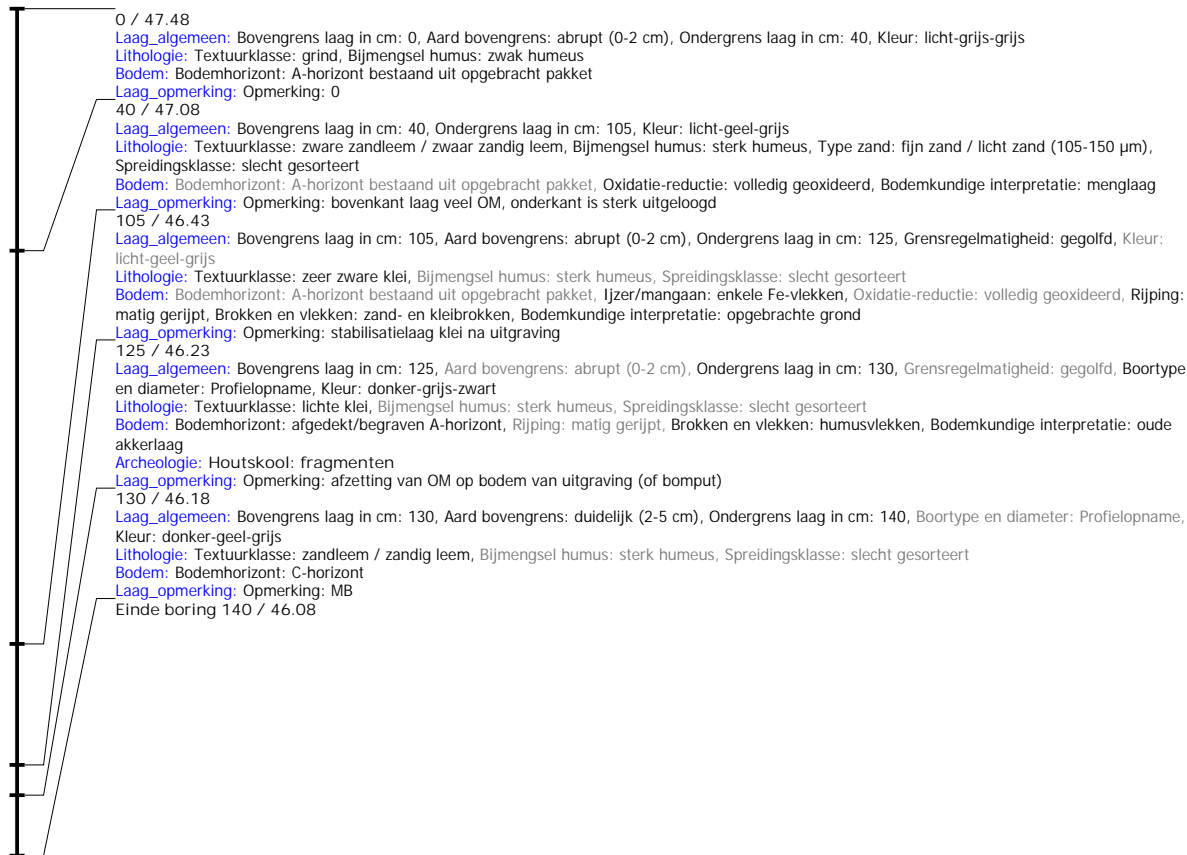 0 / 47.48
Laag_algemeen: Bovengrens laag in cm: 0, Aard bovengrens: abrupt (0-2 cm), Ondergrens laag in cm: 40, Kleur: licht-grijs-grijs
Lithologie: Textuurklasse: grind, Bijmengsel humus: zwak humeus
Bodem: Bodemhorizont: A-horizont bestaand uit opgebracht pakket
Laag_opmerking: Opmerking: 0
40 / 47.08
Laag_algemeen: Bovengrens laag in cm: 40, Ondergrens laag in cm: 105, Kleur: licht-geel-grijs
Lithologie: Textuurklasse: zware zandleem / zwaar zandig leem, Bijmengsel humus: sterk humeus, Type zand: fijn zand / licht zand (105-150 µm),
Spreidingsklasse: slecht gesorteert
Bodem: Bodemhorizont: A-horizont bestaand uit opgebracht pakket, Oxidatie-reductie: volledig geoxideerd, Bodemkundige interpretatie: menglaag
Laag_opmerking: Opmerking: bovenkant laag veel OM, onderkant is sterk uitgeloogd
105 / 46.43
Laag_algemeen: Bovengrens laag in cm: 105, Aard bovengrens: abrupt (0-2 cm), Ondergrens laag in cm: 125, Grensregelmatigheid: gegolfd, Kleur:
licht-geel-grijs
Lithologie: Textuurklasse: zeer zware klei, Bijmengsel humus: sterk humeus, Spreidingsklasse: slecht gesorteert
Bodem: Bodemhorizont: A-horizont bestaand uit opgebracht pakket, Ijzer/mangaan: enkele Fe-vlekken, Oxidatie-reductie: volledig geoxideerd, Rijping:
matig gerijpt, Brokken en vlekken: zand- en kleibrokken, Bodemkundige interpretatie: opgebrachte grond
Laag_opmerking: Opmerking: stabilisatielaag klei na uitgraving
125 / 46.23
Laag_algemeen: Bovengrens laag in cm: 125, Aard bovengrens: abrupt (0-2 cm), Ondergrens laag in cm: 130, Grensregelmatigheid: gegolfd, Boortype
en diameter: Profielopname, Kleur: donker-grijs-zwart
Lithologie: Textuurklasse: lichte klei, Bijmengsel humus: sterk humeus, Spreidingsklasse: slecht gesorteert
Bodem: Bodemhorizont: afgedekt/begraven A-horizont, Rijping: matig gerijpt, Brokken en vlekken: humusvlekken, Bodemkundige interpretatie: oude
akkerlaag
Archeologie: Houtskool: fragmenten
Laag_opmerking: Opmerking: afzetting van OM op bodem van uitgraving (of bomput)
130 / 46.18
Laag_algemeen: Bovengrens laag in cm: 130, Aard bovengrens: duidelijk (2-5 cm), Ondergrens laag in cm: 140, Boortype en diameter: Profielopname,
Kleur: donker-geel-grijs
Lithologie: Textuurklasse: zandleem / zandig leem, Bijmengsel humus: sterk humeus, Spreidingsklasse: slecht gesorteert
Bodem: Bodemhorizont: C-horizont
Laag_opmerking: Opmerking: MB
Einde boring 140 / 46.08